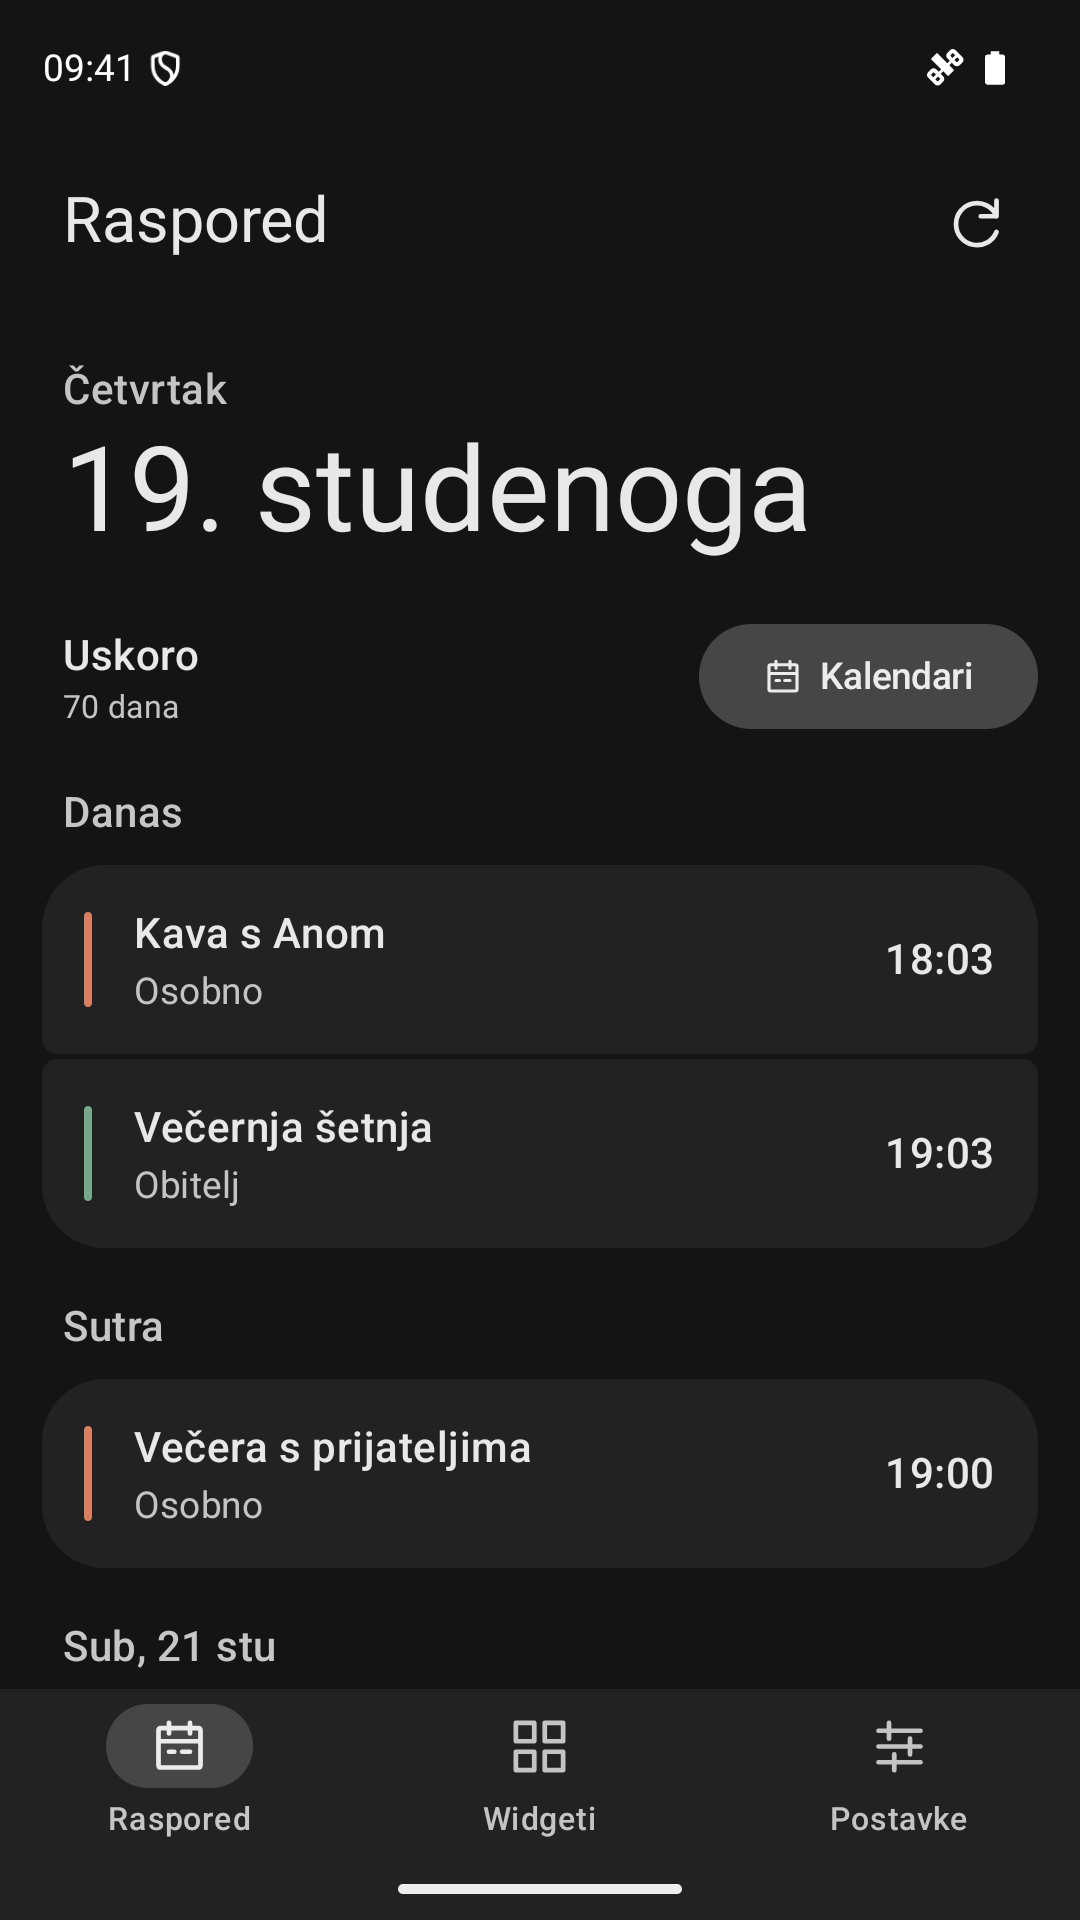 09:41
Raspored
Četvrtak
19. studenoga
Uskoro
70 dana
Kalendari
Danas
Kava s Anom
Osobno
18:03
Večernja šetnja
Obitelj
19:03
Sutra
Večera s prijateljima
Osobno
19:00
Sub, 21 stu
Raspored
Widgeti
Postavke